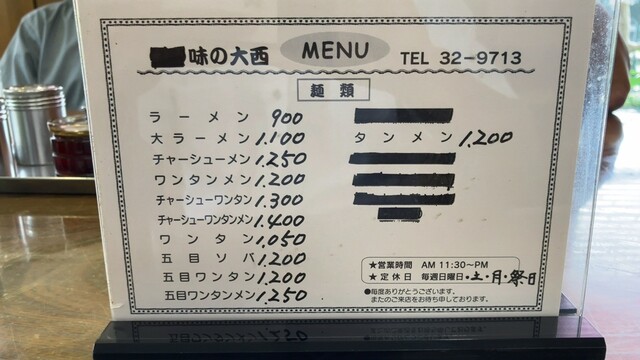 味の大西 MENU TEL 32-9713
麺類
ラーメン 900
大ラーメン 1.100
チャーシューメン 1.250
ワンタンメン 1.200
チャーシューワンタン 1.300
チャーシューワンタンメン 1.400
ワンタン 1.050
五目ソバ 1.200
五目ワンタン 1.200
五目ワンタンメン 1.250
タンメン 1.200
★営業時間 AM 11:30～PM
★定休日 毎週日曜日・土・月・祭日
●毎度ありがとうございます。
またのご来店をお待ち申しております。